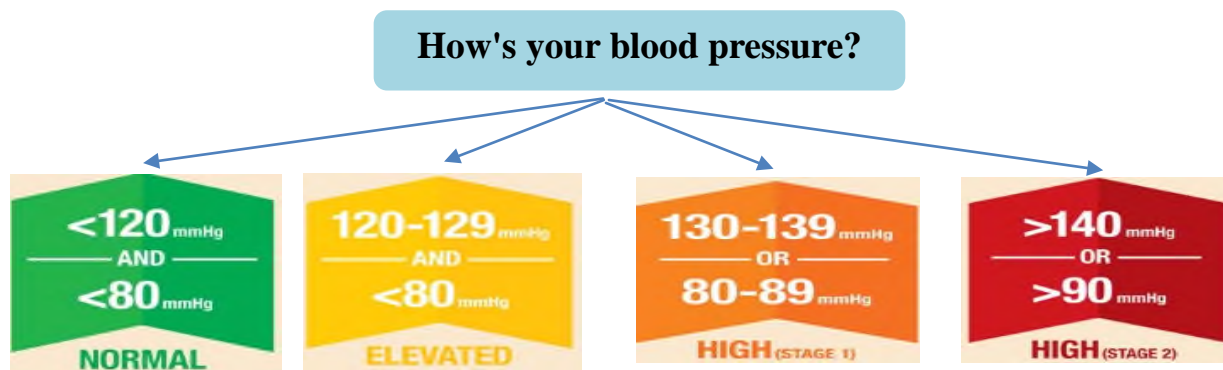 How's your blood pressure?
<120 mmHg
AND
<80 mmHg
NORMAL
120-129 mmHg
AND
<80 mmHg
ELEVATED
130-139 mmHg
OR
80-89 mmHg
HIGH (STAGE 1)
>140 mmHg
OR
>90 mmHg
HIGH (STAGE 2)